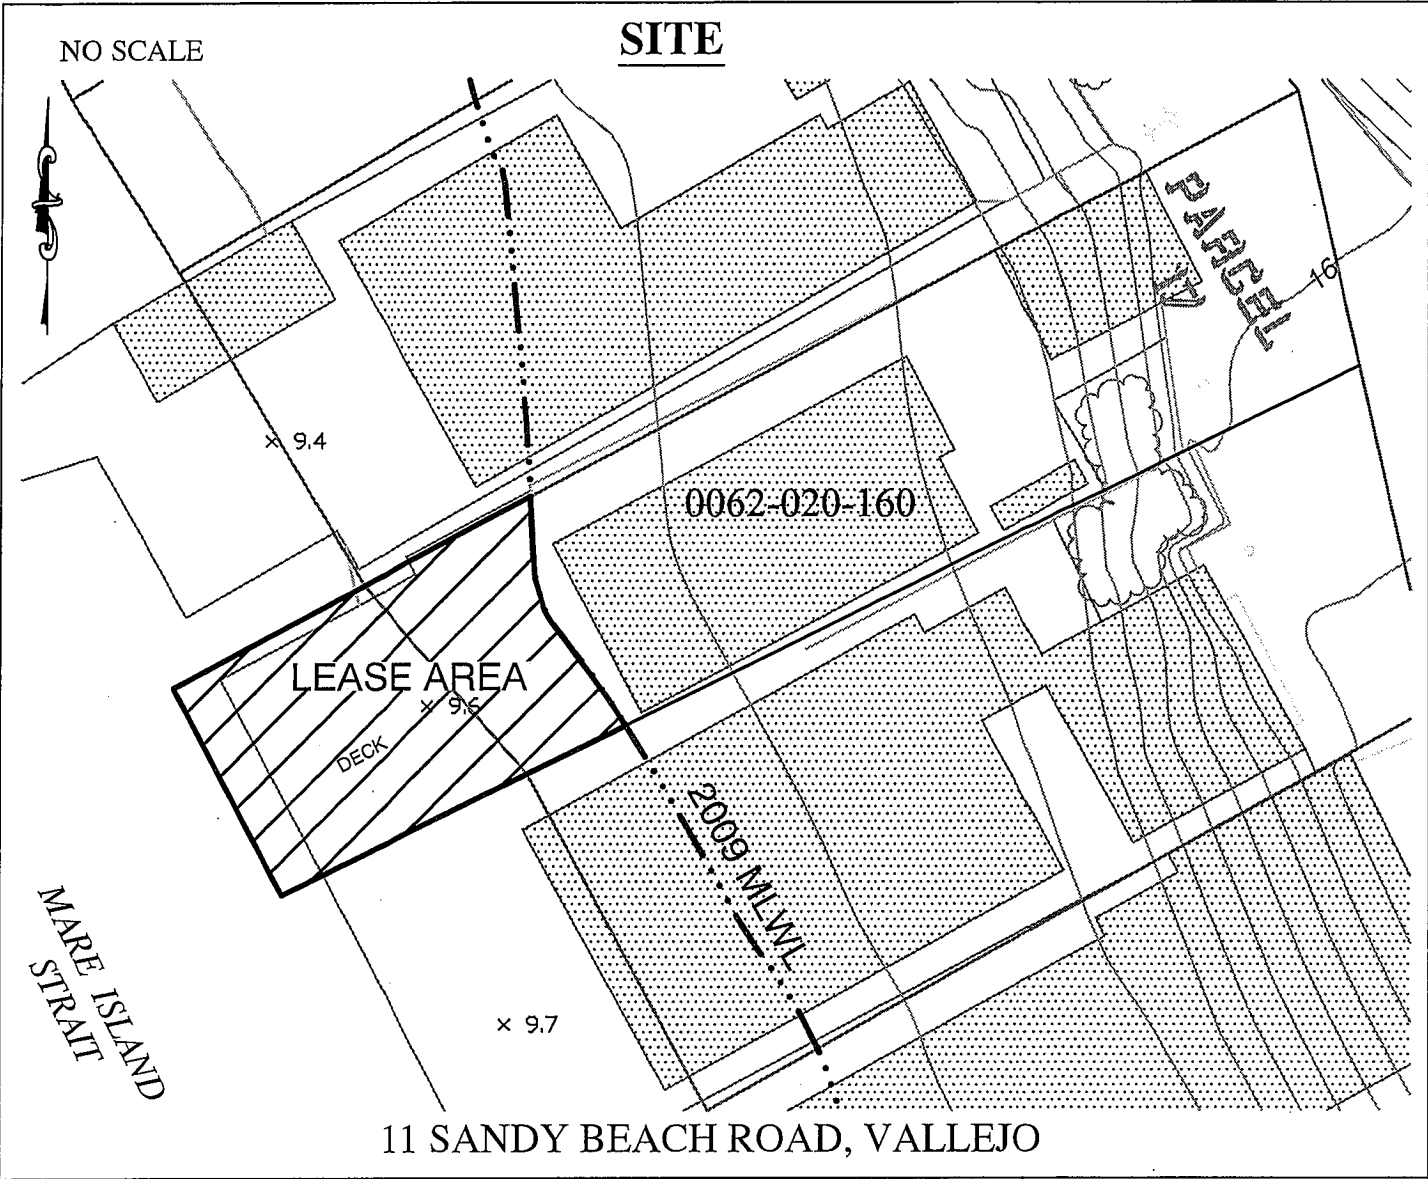 SITE
NO SCALE
PARCEL
16
× 9.4
0062-020-160
LEASE AREA
× 9.6
DECK
2009 MLWL
MARE ISLAND
STRAIT
× 9.7
11 SANDY BEACH ROAD, VALLEJO